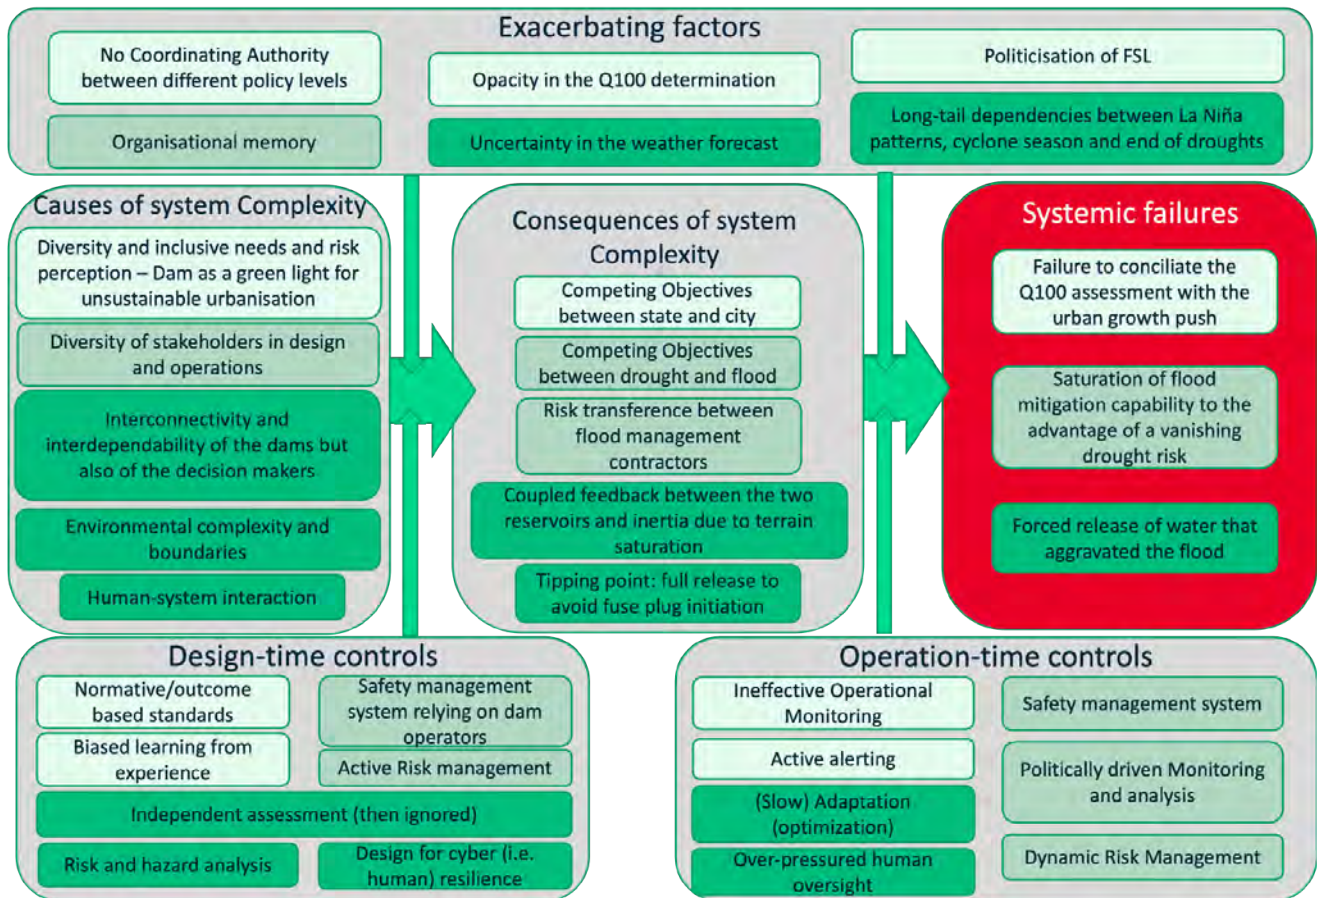 Exacerbating factors
No Coordinating Authority
between different policy levels
Organisational memory
Opacity in the Q100 determination
Uncertainty in the weather forecast
Politicisation of FSL
Long-tail dependencies between La Niña
patterns, cyclone season and end of droughts
Causes of system Complexity
Diversity and inclusive needs and risk
perception – Dam as a green light for
unsustainable urbanisation
Diversity of stakeholders in design
and operations
Interconnectivity and
interdependability of the dams but
also of the decision makers
Environmental complexity and
boundaries
Human-system interaction
Consequences of system
Complexity
Competing Objectives
between state and city
Competing Objectives
between drought and flood
Risk transference between
flood management
contractors
Coupled feedback between the two
reservoirs and inertia due to terrain
saturation
Tipping point: full release to
avoid fuse plug initiation
Systemic failures
Failure to conciliate the
Q100 assessment with the
urban growth push
Saturation of flood
mitigation capability to the
advantage of a vanishing
drought risk
Forced release of water that
aggravated the flood
Design-time controls
Normative/outcome
based standards
Biased learning from
experience
Safety management
system relying on dam
operators
Active Risk management
Independent assessment (then ignored)
Risk and hazard analysis
Design for cyber (i.e.
human) resilience
Operation-time controls
Ineffective Operational
Monitoring
Active alerting
(Slow) Adaptation
(optimization)
Over-pressured human
oversight
Safety management system
Politically driven Monitoring
and analysis
Dynamic Risk Management